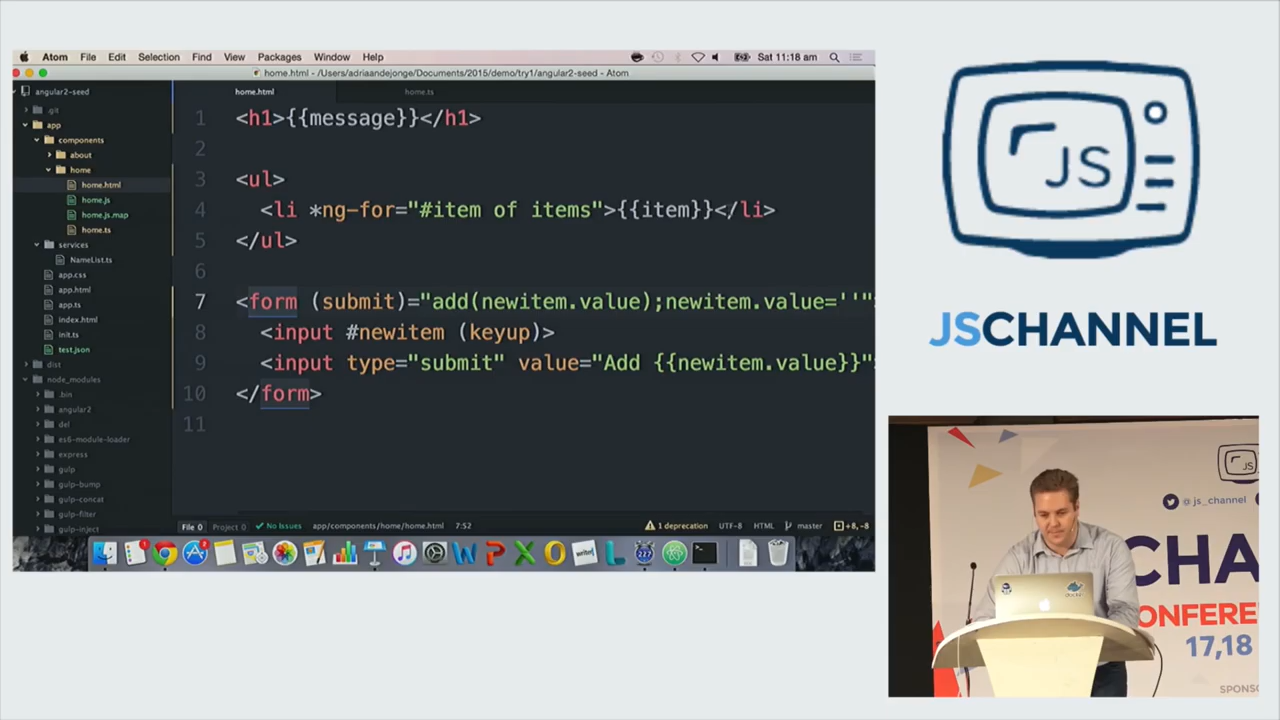 Atom File Edit Selection Find View Packages Window Help Sat 11:18 am
home.html - /Users/adriaandejonge/Documents/2015/demo/try1/angular2-seed - Atom
angular2-seed
.git
app
components
about
home
home.html
home.js
home.js.map
home.ts
services
NameList.ts
app.css
app.html
app.ts
index.html
init.ts
test.json
dist
node_modules
.bin
angular2
del
es6-module-loader
express
gulp
gulp-bump
gulp-concat
gulp-filter
gulp-inject
home.html home.ts
1 <h1>{{message}}</h1>
2
3 <ul>
4 <li *ng-for="#item of items">{{item}}</li>
5 </ul>
6
7 <form (submit)="add(newitem.value);newitem.value=''"
8 <input #newitem (keyup)>
9 <input type="submit" value="Add {{newitem.value}}"
10 </form>
11
File 0 Project 0 No Issues app/components/home/home.html 7:52 1 deprecation UTF-8 HTML master +8, -8
JS
JSCHANNEL
JS
@js_channel
CHA
ONFERE
17,18
SPONSO
docker